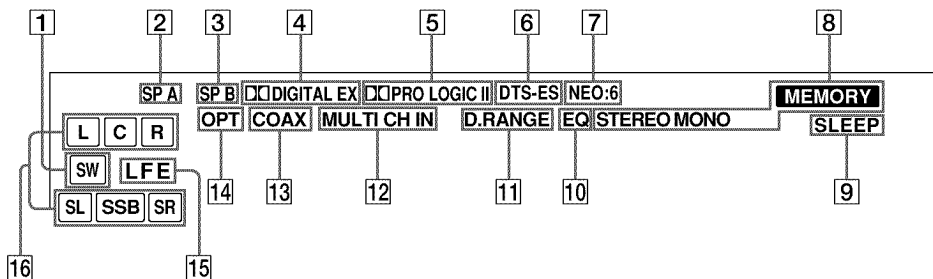 1 2 3 4 5 6 7 8
SP A SP B DIGITAL EX PRO LOGIC II DTS-ES NEO:6 MEMORY
OPT COAX MULTI CH IN D.RANGE EQ STEREO MONO SLEEP
L C R
SW LFE
SL SSB SR
14 13 12 11 10 9
16 15